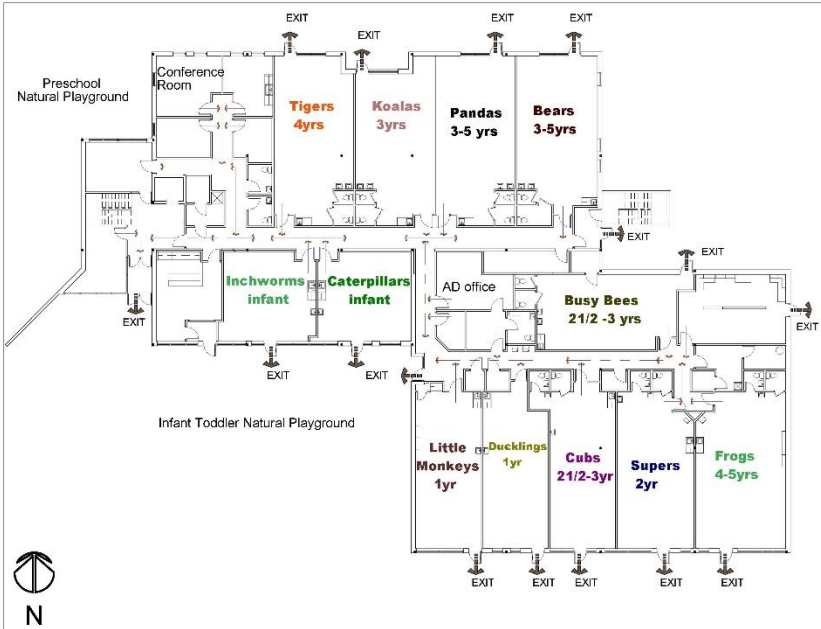 EXIT
EXIT
EXIT
EXIT
Preschool
Natural Playground
Conference
Room
Tigers
4yrs
Koalas
3yrs
Pandas
3-5 yrs
Bears
3-5yrs
EXIT
EXIT
Inchworms
infant
Caterpillars
infant
AD office
Busy Bees
21/2 -3 yrs
EXIT
EXIT
EXIT
EXIT
EXIT
Infant Toddler Natural Playground
Little
Monkeys
1yr
Ducklings
1yr
Cubs
21/2-3yr
Supers
2yr
Frogs
4-5yrs
EXIT
EXIT
EXIT
EXIT
EXIT
N